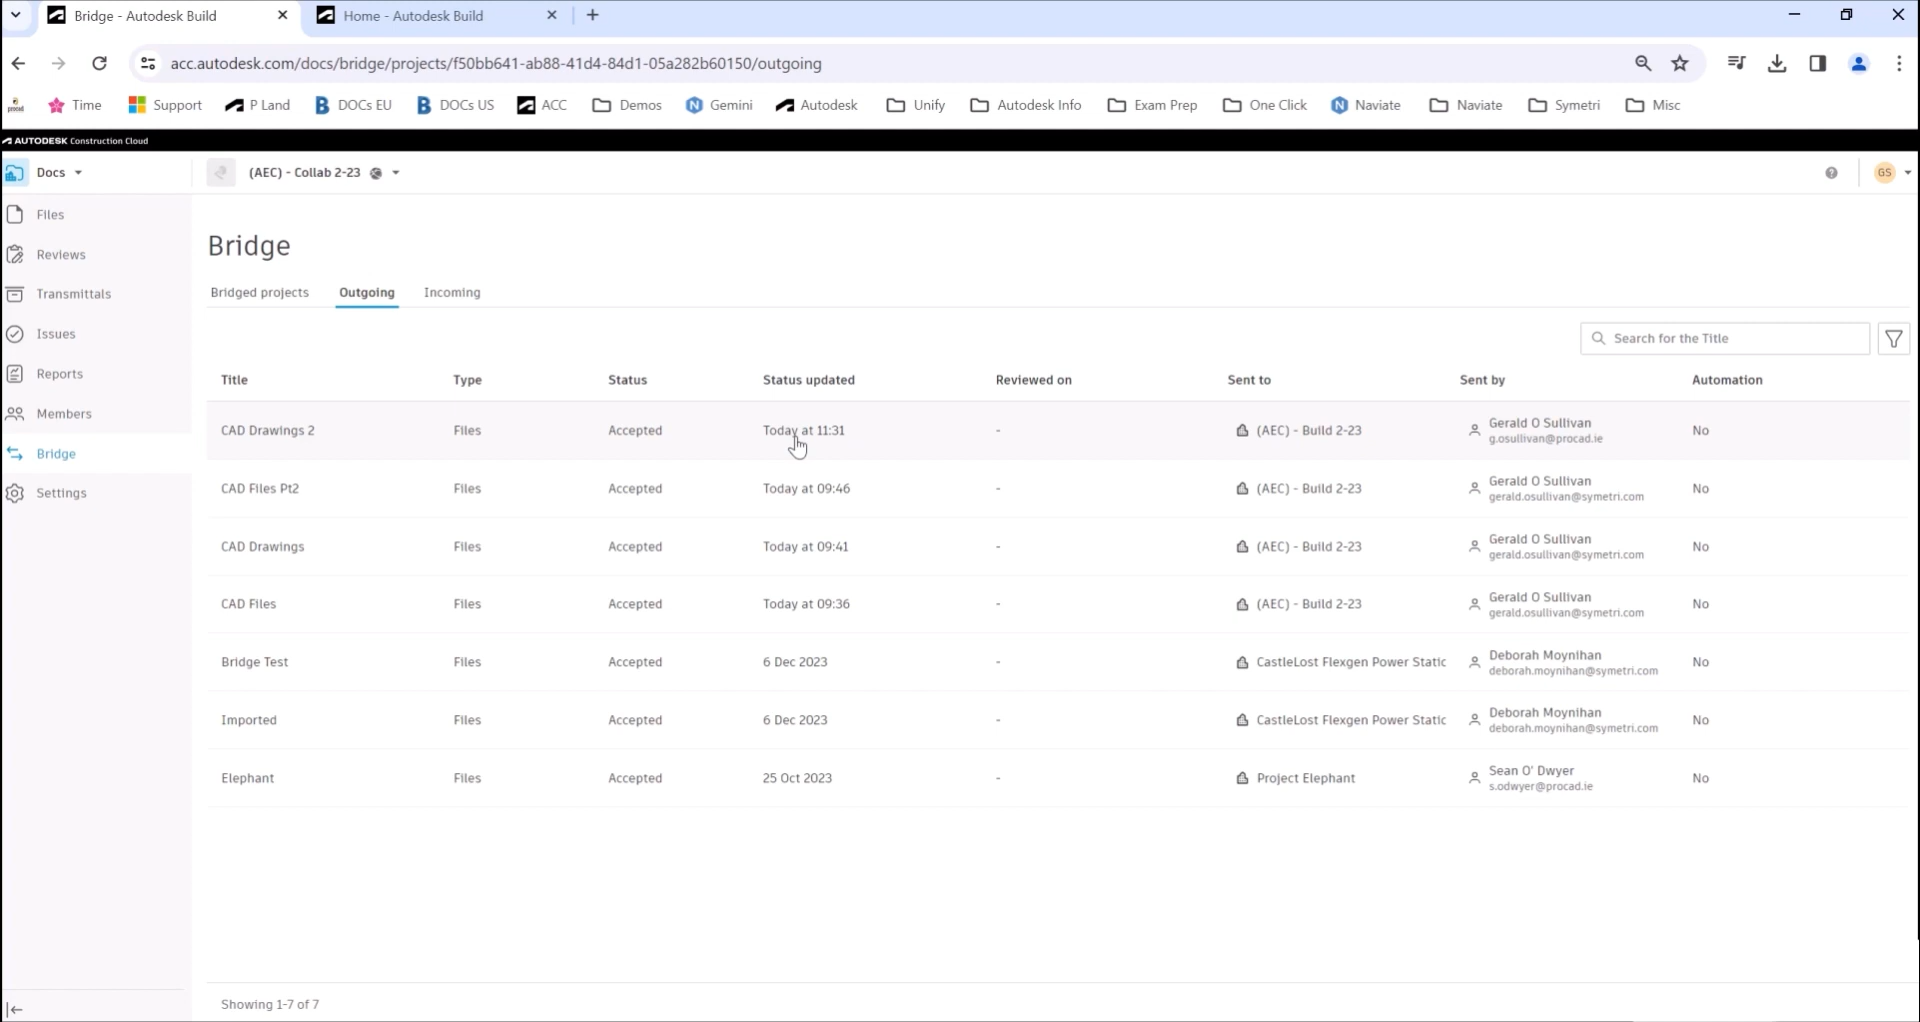 Bridge - Autodesk Build
Home - Autodesk Build
acc.autodesk.com/docs/bridge/projects/f50bb641-ab88-41d4-84d1-05a282b60150/outgoing
procad Time Support P Land DOCs EU DOCs US ACC Demos Gemini Autodesk Unify Autodesk Info Exam Prep One Click Naviate Naviate Symetri Misc
AUTODESK Construction Cloud
Docs (AEC) - Collab 2-23 GS
Files
Reviews
Transmittals
Issues
Reports
Members
Bridge
Settings
Bridge
Bridged projects Outgoing Incoming
Search for the Title
Title Type Status Status updated Reviewed on Sent to Sent by Automation
CAD Drawings 2 Files Accepted Today at 11:31 - (AEC) - Build 2-23 Gerald O Sullivan No
g.osullivan@procad.ie
CAD Files Pt2 Files Accepted Today at 09:46 - (AEC) - Build 2-23 Gerald O Sullivan No
gerald.osullivan@symetri.com
CAD Drawings Files Accepted Today at 09:41 - (AEC) - Build 2-23 Gerald O Sullivan No
gerald.osullivan@symetri.com
CAD Files Files Accepted Today at 09:36 - (AEC) - Build 2-23 Gerald O Sullivan No
gerald.osullivan@symetri.com
Bridge Test Files Accepted 6 Dec 2023 - CastleLost Flexgen Power Static Deborah Moynihan No
deborah.moynihan@symetri.com
Imported Files Accepted 6 Dec 2023 - CastleLost Flexgen Power Static Deborah Moynihan No
deborah.moynihan@symetri.com
Elephant Files Accepted 25 Oct 2023 - Project Elephant Sean O' Dwyer No
s.odwyer@procad.ie
Showing 1-7 of 7